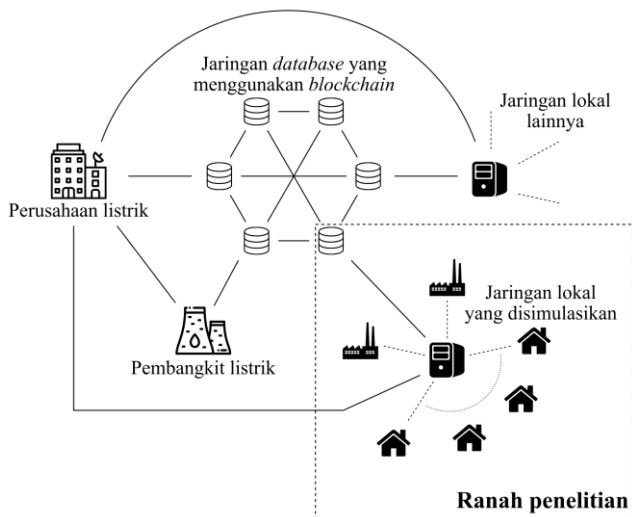 Jaringan database yang
menggunakan blockchain
Jaringan lokal
lainnya
Perusahaan listrik
Jaringan lokal
yang disimulasikan
Pembangkit listrik
Ranah penelitian